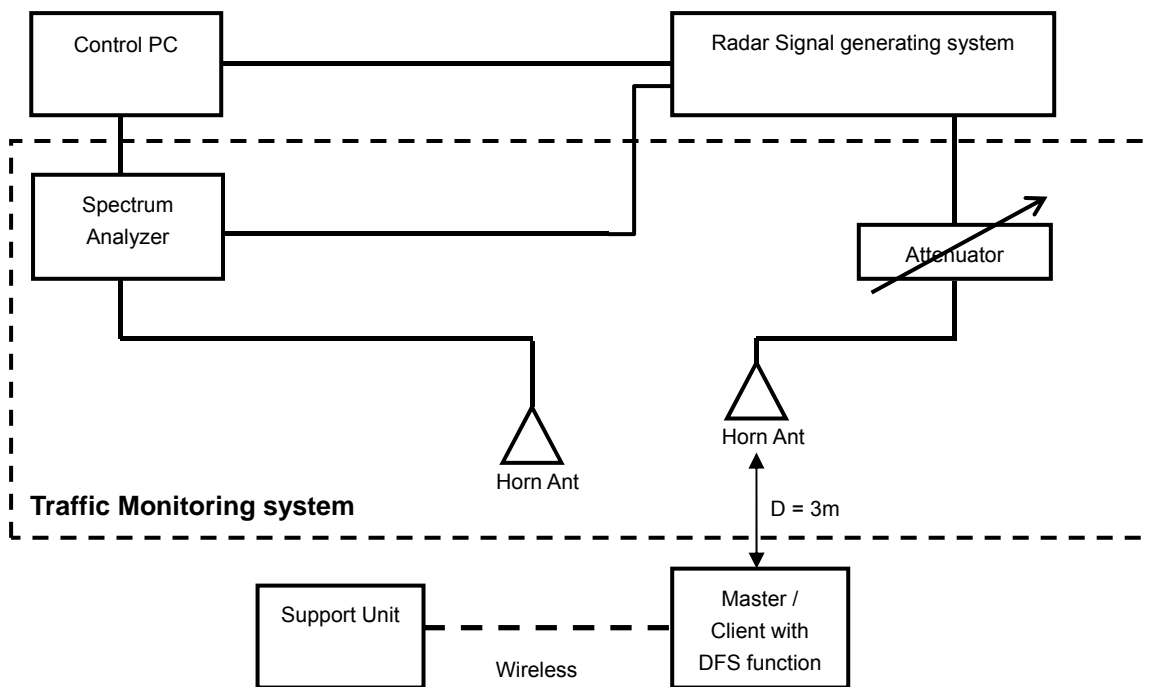 Control PC
Radar Signal generating system
Spectrum
Analyzer
Attenuator
Horn Ant
Horn Ant
Traffic Monitoring system
D = 3m
Support Unit
Wireless
Master /
Client with
DFS function